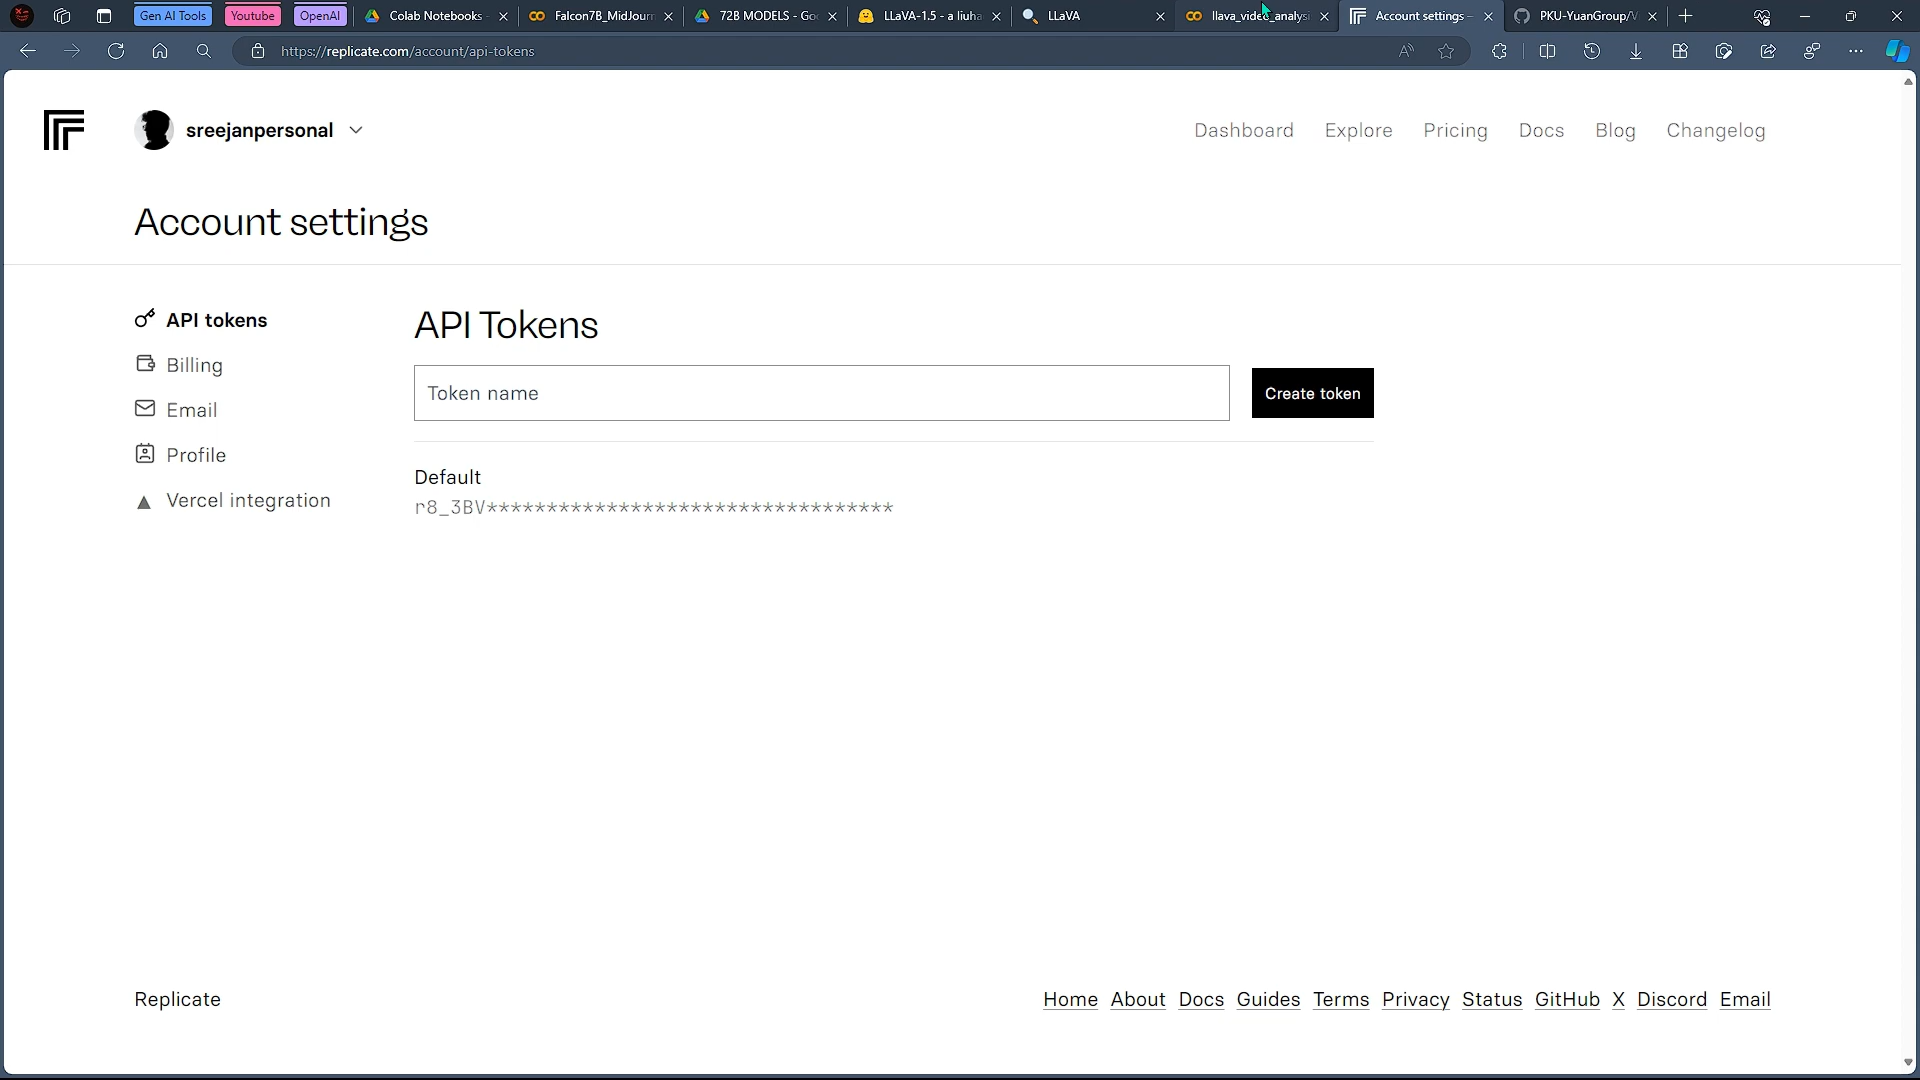 Gen AI Tools
Youtube
OpenAI
Colab Notebooks
Falcon7B_MidJourn
72B MODELS - Go
LLaVA-1.5 - a liuha
LLaVA
llava_video_analysi
Account settings -
PKU-YuanGroup/V
https://replicate.com/account/api-tokens
sreejanpersonal
Dashboard Explore Pricing Docs Blog Changelog
Account settings
API tokens
Billing
Email
Profile
Vercel integration
API Tokens
Token name
Create token
Default
r8_3BV**********************************
Replicate
Home About Docs Guides Terms Privacy Status GitHub X Discord Email